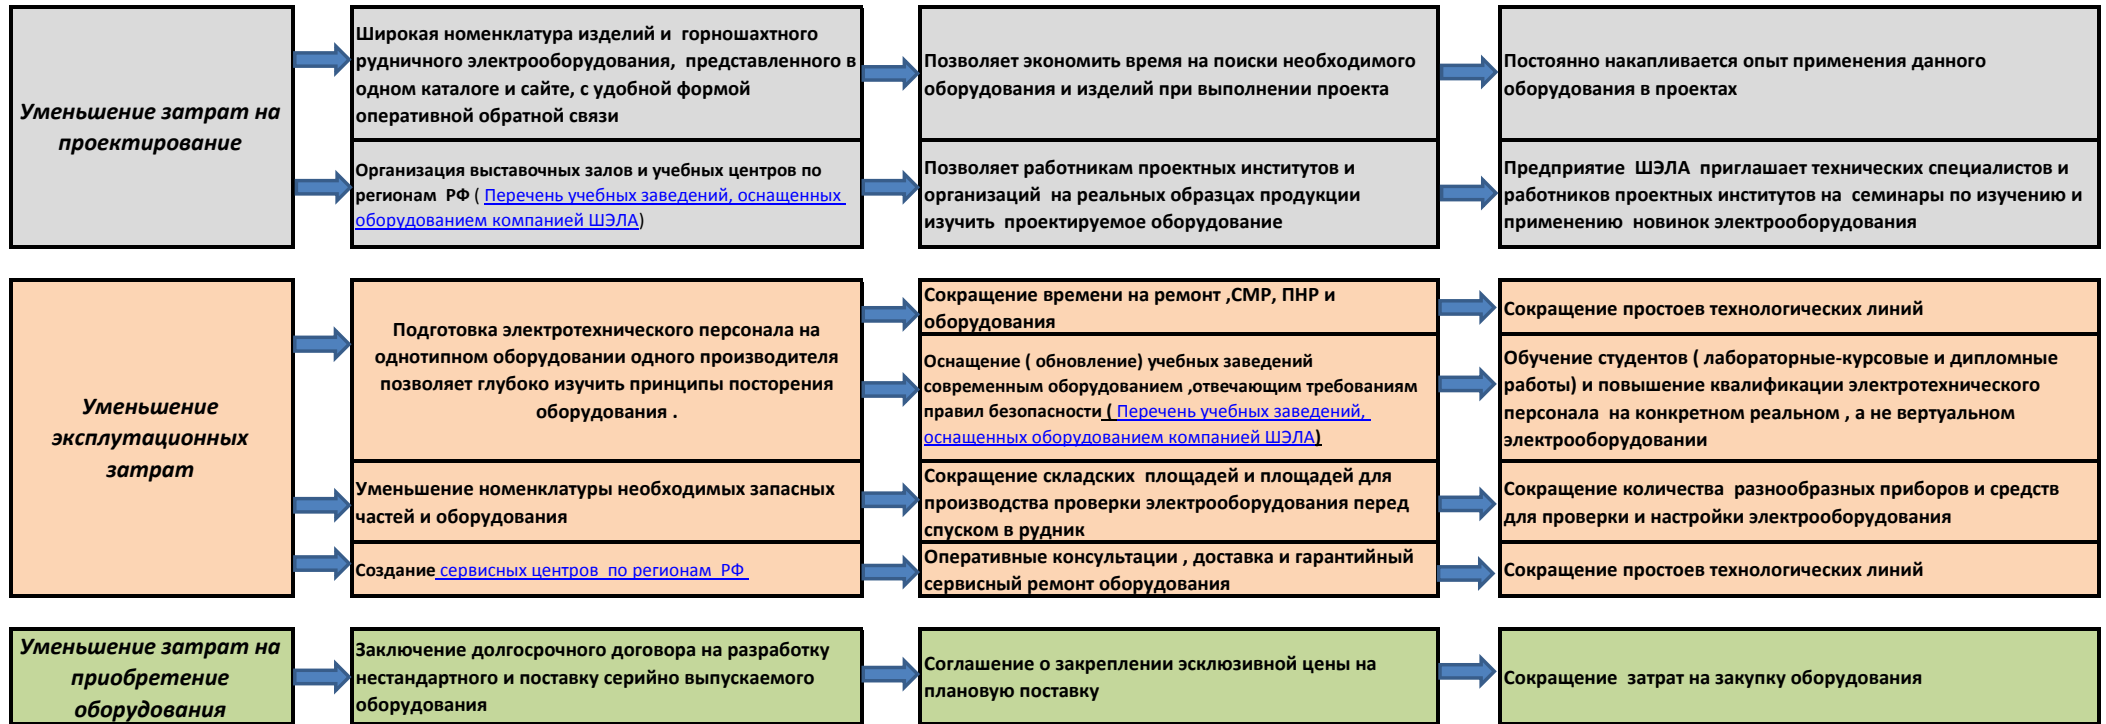 Уменьшение затрат на
проектирование
Широкая номенклатура изделий и горношахтного
рудничного электрооборудования, представленного в
одном каталоге и сайте, с удобной формой
оперативной обратной связи
Позволяет экономить время на поиски необходимого
оборудования и изделий при выполнении проекта
Постоянно накапливается опыт применения данного
оборудования в проектах
Организация выставочных залов и учебных центров по
регионам РФ ( Перечень учебных заведений, оснащенных
оборудованием компанией ШЭЛА)
Позволяет работникам проектных институтов и
организаций на реальных образцах продукции
изучить проектируемое оборудование
Предприятие ШЭЛА приглашает технических специалистов и
работников проектных институтов на семинары по изучению и
применению новинок электрооборудования
Уменьшение
эксплутационных
затрат
Подготовка электротехнического персонала на
однотипном оборудовании одного производителя
позволяет глубоко изучить принципы посторения
оборудования .
Сокращение времени на ремонт ,СМР, ПНР и
оборудования
Сокращение простоев технологических линий
Оснащение ( обновление) учебных заведений
современным оборудованием ,отвечающим требованиям
правил безопасности ( Перечень учебных заведений,
оснащенных оборудованием компанией ШЭЛА)
Обучение студентов ( лабораторные-курсовые и дипломные
работы) и повышение квалификации электротехнического
персонала на конкретном реальном , а не вертуальном
электрооборудовании
Уменьшение номенклатуры необходимых запасных
частей и оборудования
Сокращение складских площадей и площадей для
производства проверки электрооборудования перед
спуском в рудник
Сокращение количества разнообразных приборов и средств
для проверки и настройки электрооборудования
Создание сервисных центров по регионам РФ
Оперативные консультации , доставка и гарантийный
сервисный ремонт оборудования
Сокращение простоев технологических линий
Уменьшение затрат на
приобретение
оборудования
Заключение долгосрочного договора на разработку
нестандартного и поставку серийно выпускаемого
оборудования
Соглашение о закреплении эсклюзивной цены на
плановую поставку
Сокращение затрат на закупку оборудования